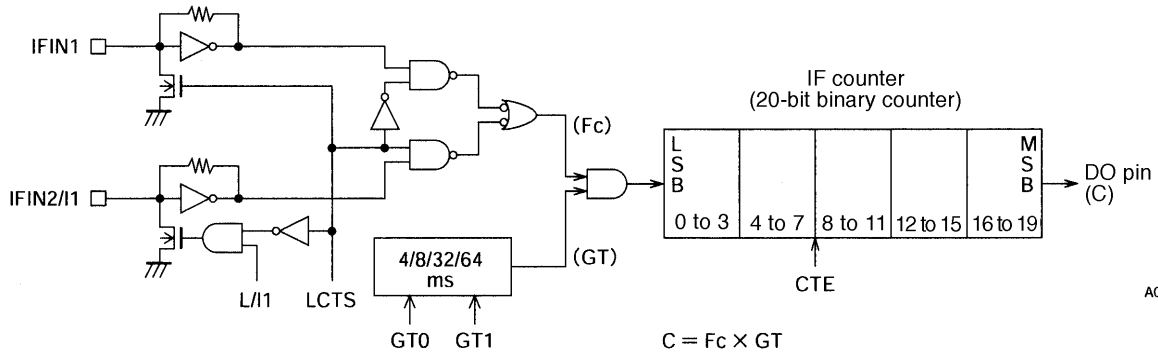 IFIN1
IFIN2/I1
L/I1
LCTS
(Fc)
4/8/32/64
ms
(GT)
GT0
GT1
IF counter
(20-bit binary counter)
LSB
0 to 3
4 to 7
8 to 11
12 to 15
16 to 19
MSB
CTE
DO pin
(C)
C = Fc × GT